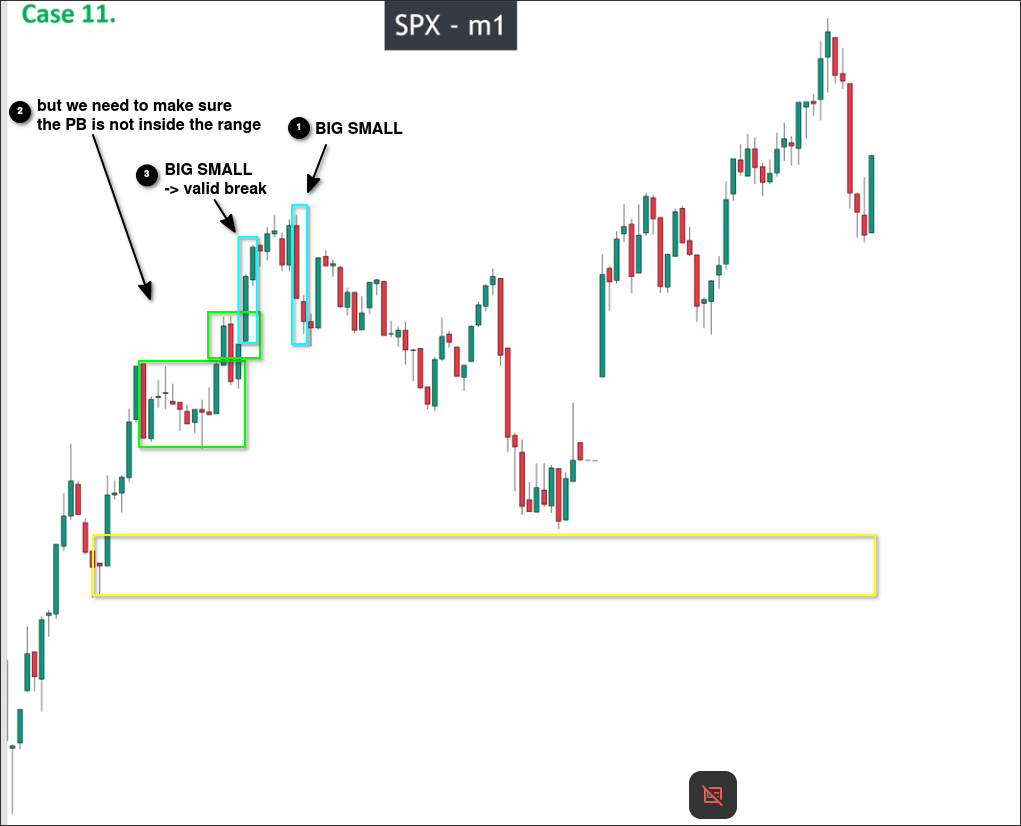 Case 11.
SPX - m1
2 but we need to make sure
the PB is not inside the range
1 BIG SMALL
3 BIG SMALL
-> valid break